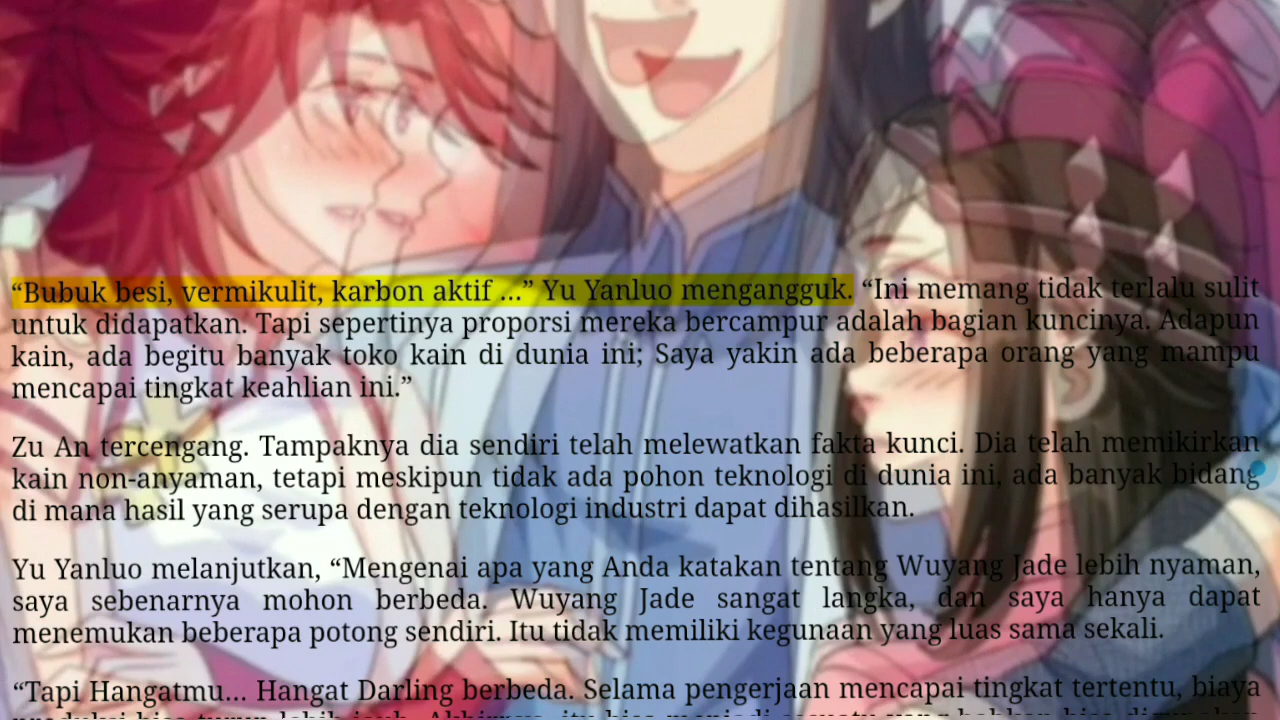 “Bubuk besi, vermikulit, karbon aktif …” Yu Yanluo mengangguk. “Ini memang tidak terlalu sulit
untuk didapatkan. Tapi sepertinya proporsi mereka bercampur adalah bagian kuncinya. Adapun
kain, ada begitu banyak toko kain di dunia ini; Saya yakin ada beberapa orang yang mampu
mencapai tingkat keahlian ini.”
Zu An tercengang. Tampaknya dia sendiri telah melewatkan fakta kunci. Dia telah memikirkan
kain non-anyaman, tetapi meskipun tidak ada pohon teknologi di dunia ini, ada banyak bidang
di mana hasil yang serupa dengan teknologi industri dapat dihasilkan.
Yu Yanluo melanjutkan, “Mengenai apa yang Anda katakan tentang Wuyang Jade lebih nyaman,
saya sebenarnya mohon berbeda. Wuyang Jade sangat langka, dan saya hanya dapat
menemukan beberapa potong sendiri. Itu tidak memiliki kegunaan yang luas sama sekali.
“Tapi Hangatmu… Hangat Darling berbeda. Selama pengerjaan mencapai tingkat tertentu, biaya